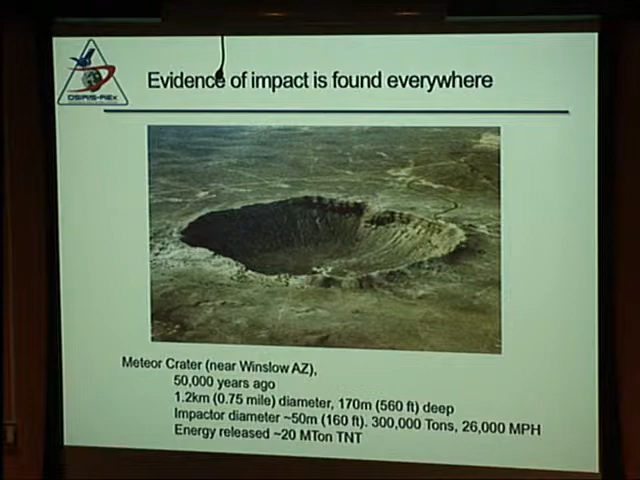 OSIRIS-REx
Evidence of impact is found everywhere
Meteor Crater (near Winslow AZ),
50,000 years ago
1.2km (0.75 mile) diameter, 170m (560 ft) deep
Impactor diameter ~50m (160 ft). 300,000 Tons, 26,000 MPH
Energy released ~20 MTon TNT